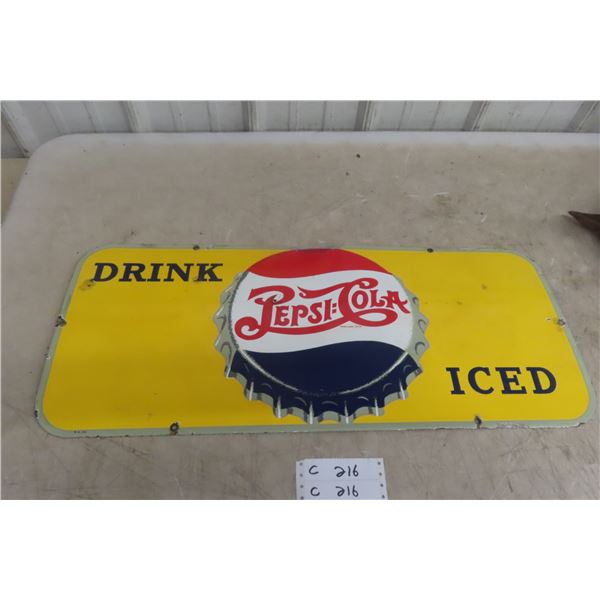 DRINK
PEPSI-COLA
ICED
C 216
C 216